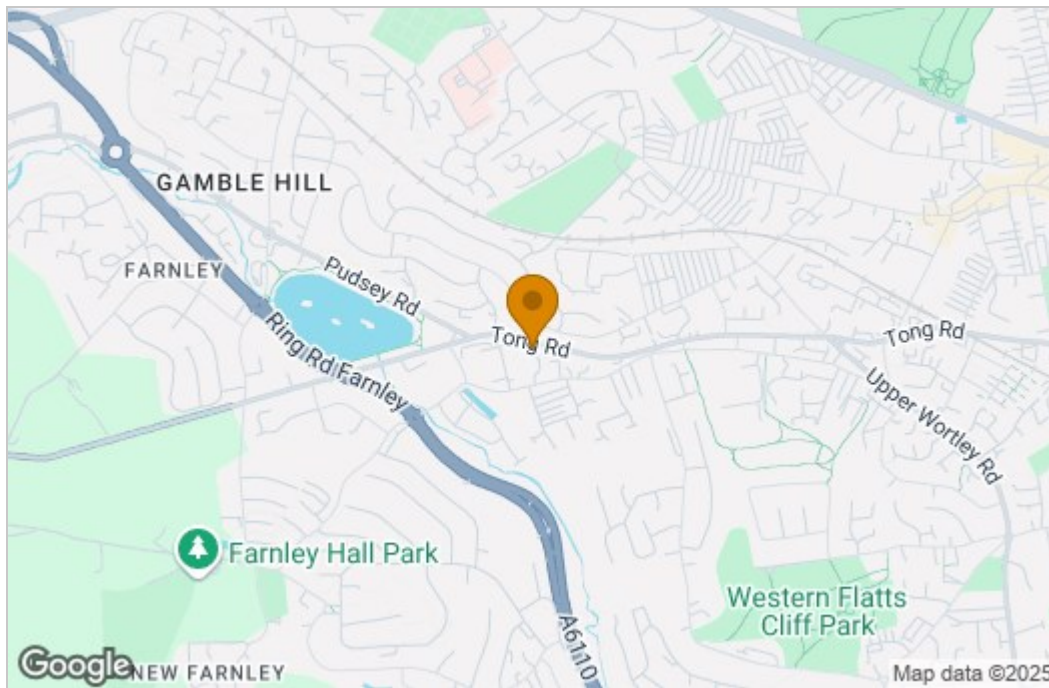 GAMBLE HILL
FARNLEY
Pudsey Rd
Tong Rd
Tong Rd
Ring Rd Farnley
Upper Wortley Rd
Farnley Hall Park
Western Flatts
Cliff Park
A6110
NEW FARNLEY
Google
Map data ©2025